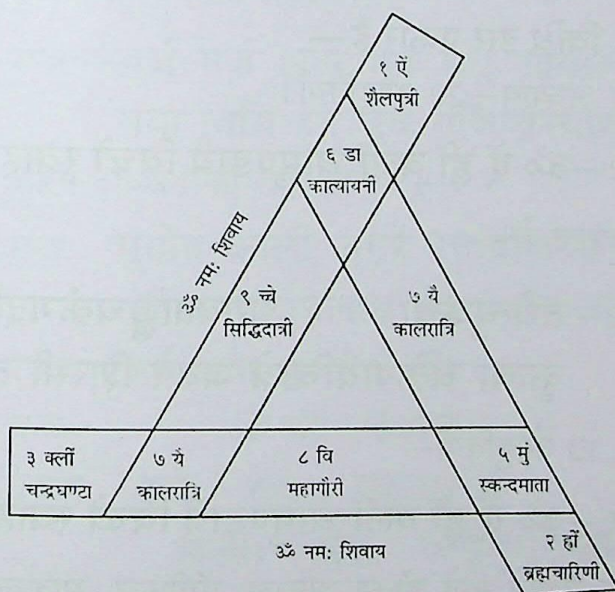 १ ऐं
शैलपुत्री
६ डा
कात्यायनी
ॐ नमः शिवाय
९ च्चे
सिद्धिदात्री
७ यै
कालरात्रि
३ क्लीं
चन्द्रघण्टा
७ यै
कालरात्रि
८ वि
महागौरी
५ मुं
स्कन्दमाता
ॐ नमः शिवाय
२ ह्रीं
ब्रह्मचारिणी